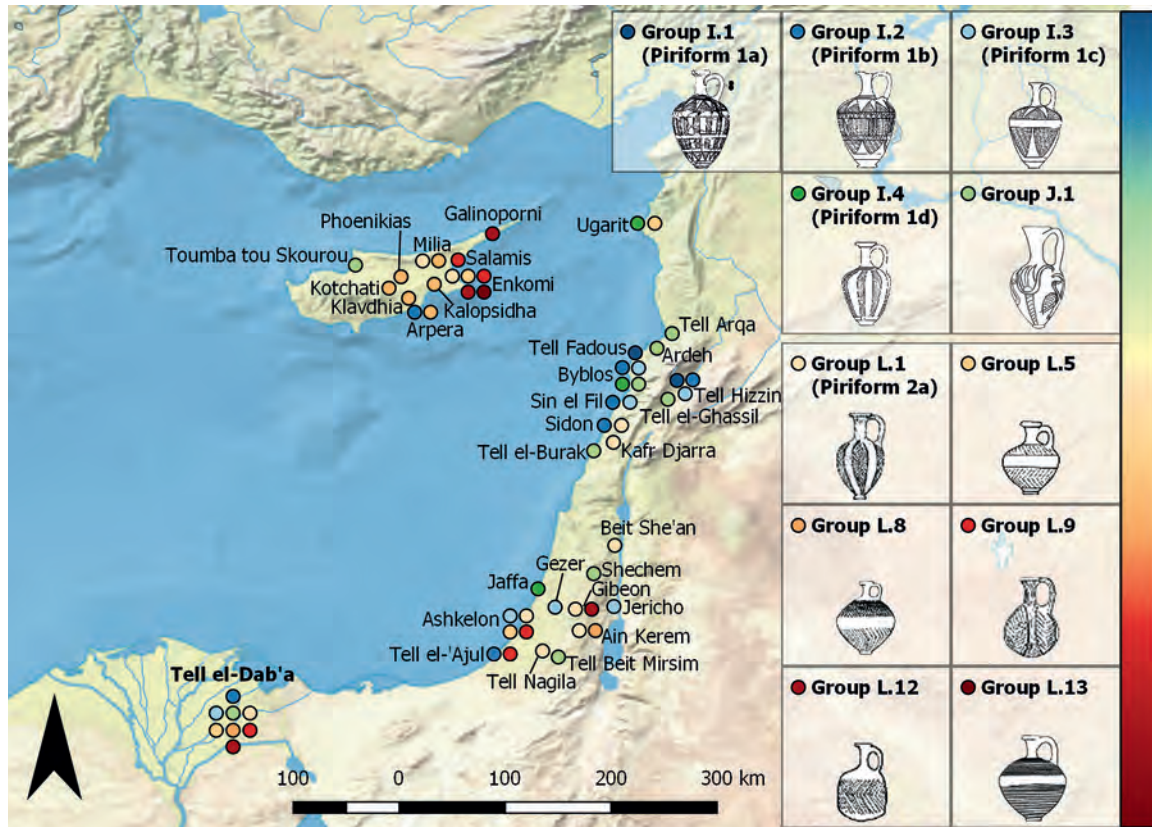 Group I.1
(Piriform 1a)
Group I.2
(Piriform 1b)
Group I.3
(Piriform 1c)
Group I.4
(Piriform 1d)
Group J.1
Group L.1
(Piriform 2a)
Group L.5
Group L.8
Group L.9
Group L.12
Group L.13
Phoenikias
Galinoporni
Ugarit
Toumba tou Skourou
Milia
Salamis
Kotchati
Enkomi
Klavdhia
Kalopsidha
Arpera
Tell Arqa
Tell Fadous
Ardeh
Byblos
Tell Hizzin
Sin el Fil
Tell el-Ghassil
Sidon
Kafr Djarra
Tell el-Burak
Beit She'an
Gezer
Shechem
Jaffa
Gibeon
Jericho
Ashkelon
Ain Kerem
Tell el-'Ajul
Tell Beit Mirsim
Tell Nagila
Tell el-Dab'a
100 0 100 200 300 km